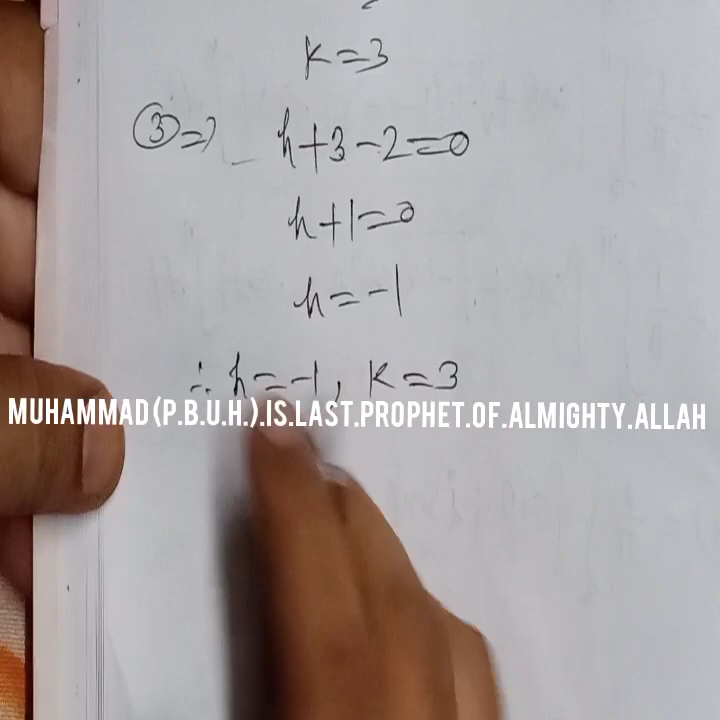 K=3
③⇒ h+3-2=0
h+1=0
h=-1
∴ h=-1, K=3
MUHAMMAD(P.B.U.H.).IS.LAST.PROPHET.OF.ALMIGHTY.ALLAH